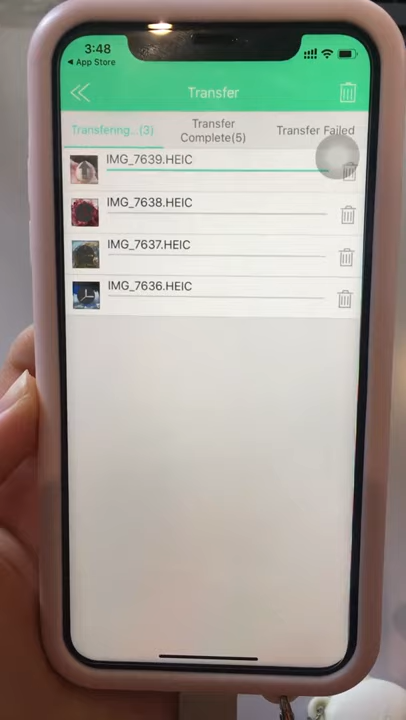 3:48
◀ App Store
Transfer
Transfering...(3)
Transfer
Complete(5)
Transfer Failed
IMG_7639.HEIC
IMG_7638.HEIC
IMG_7637.HEIC
IMG_7636.HEIC